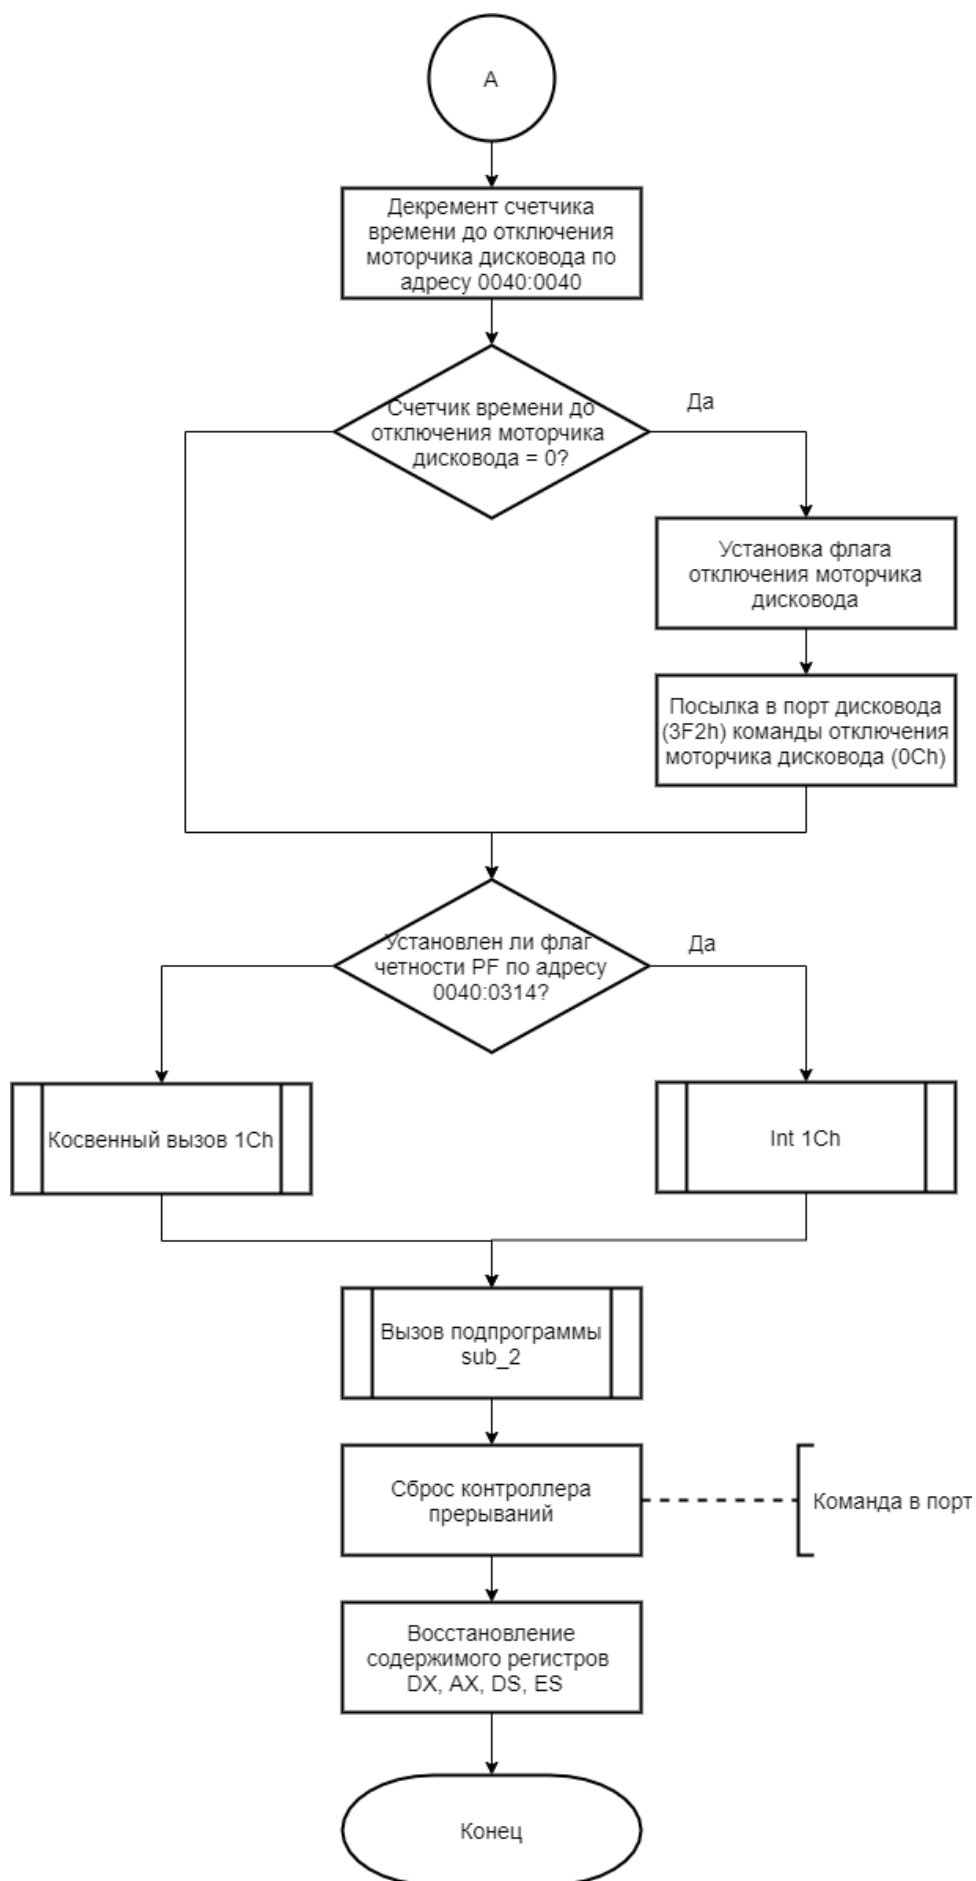 А
Декремент счетчика
времени до отключения
моторчика дисковода по
адресу 0040:0040
Счетчик времени до
отключения моторчика
дисковода = 0?
Да
Установка флага
отключения моторчика
дисковода
Посылка в порт дисковода
(3F2h) команды отключения
моторчика дисковода (0Ch)
Установлен ли флаг
четности PF по адресу
0040:0314?
Да
Косвенный вызов 1Ch
Int 1Ch
Вызов подпрограммы
sub_2
Сброс контроллера
прерываний
Команда в порт
Восстановление
содержимого регистров
DX, AX, DS, ES
Конец